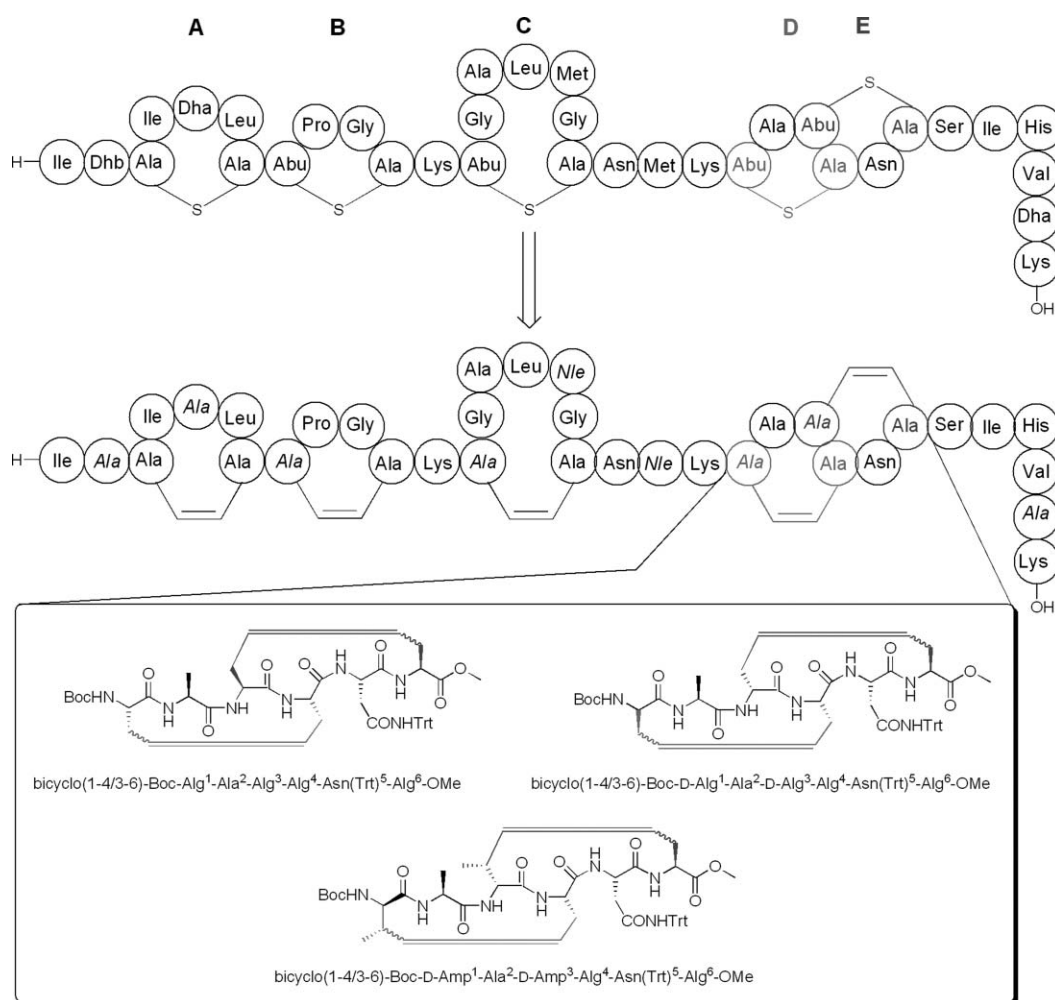 A B C D E
Ala Leu Met S
Ile Dha Leu Pro Gly Gly Gly Ala Abu Ala Ser Ile His
H Ile Dhb Ala Ala Abu Ala Lys Abu Ala Asn Met Lys Abu Ala Asn
S S S S
Val
Dha
Lys
OH
Ala Leu Nle
Ile Ala Leu Pro Gly Gly Gly Ala Ala Ala Ser Ile His
H Ile Ala Ala Ala Ala Ala Lys Ala Ala Asn Nle Lys Ala Ala Asn
Val
Ala
Lys
OH
BocHN O N H O H N O N H O H N O N H O O CONHTrt
bicyclo(1-4/3-6)-Boc-Alg1-Ala2-Alg3-Alg4-Asn(Trt)5-Alg6-OMe
BocHN O N H O H N O N H O H N O N H O O CONHTrt
bicyclo(1-4/3-6)-Boc-D-Alg1-Ala2-D-Alg3-Alg4-Asn(Trt)5-Alg6-OMe
BocHN O N H O H N O N H O H N O N H O O CONHTrt
bicyclo(1-4/3-6)-Boc-D-Amp1-Ala2-D-Amp3-Alg4-Asn(Trt)5-Alg6-OMe